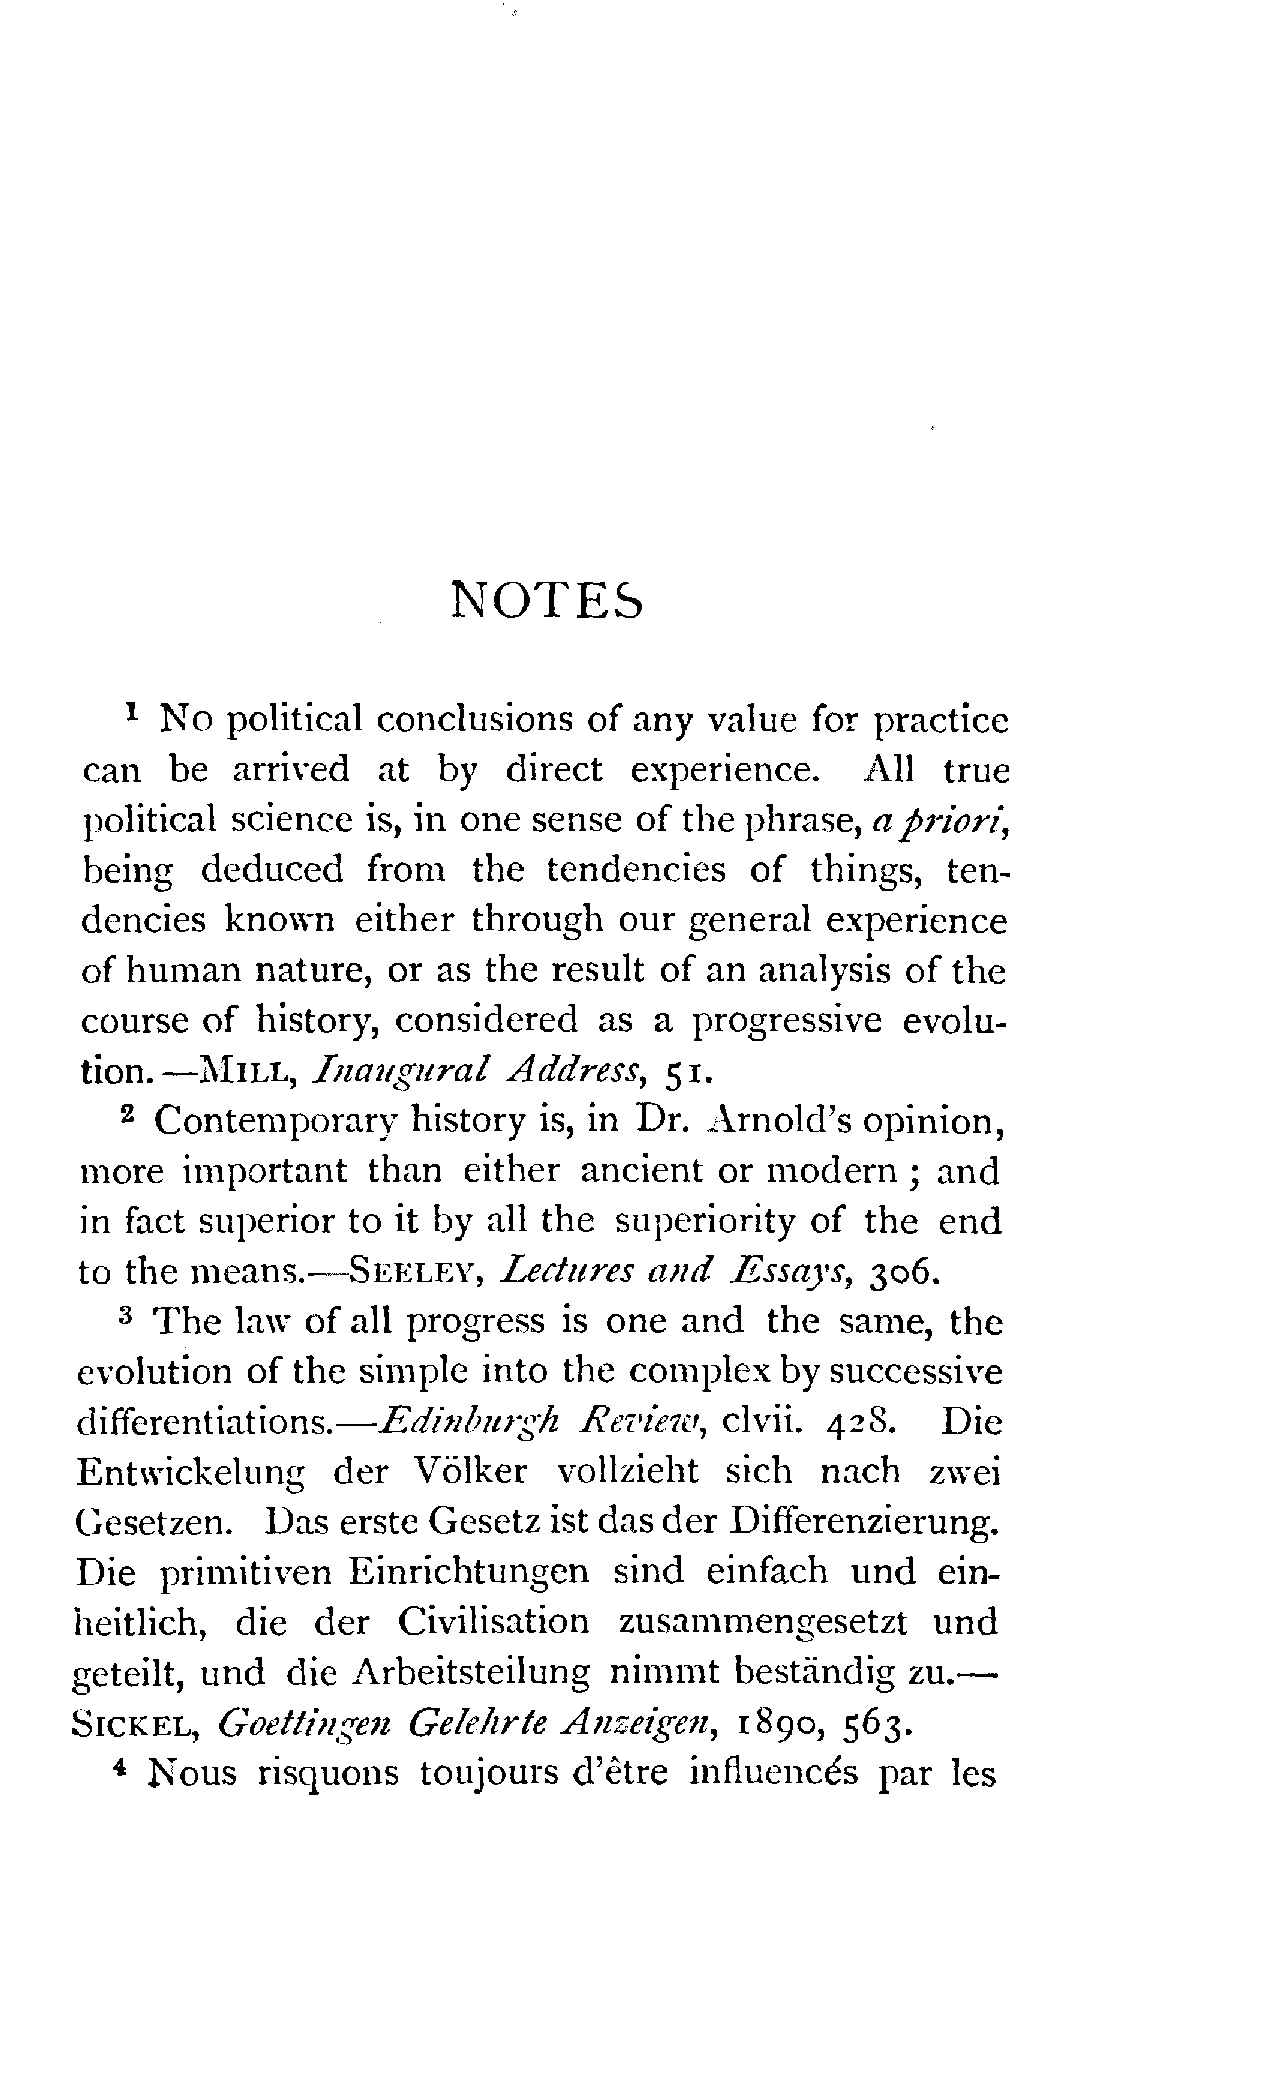 NOTES
¹ No political conclusions of any value for practice
can be arrived at by direct experience. All true
political science is, in one sense of the phrase, a priori,
being deduced from the tendencies of things, ten-
dencies known either through our general experience
of human nature, or as the result of an analysis of the
course of history, considered as a progressive evolu-
tion.—MILL, Inaugural Address, 51.
² Contemporary history is, in Dr. Arnold's opinion,
more important than either ancient or modern ; and
in fact superior to it by all the superiority of the end
to the means.—SEELEY, Lectures and Essays, 306.
³ The law of all progress is one and the same, the
evolution of the simple into the complex by successive
differentiations.—Edinburgh Review, clvii. 428. Die
Entwickelung der Völker vollzieht sich nach zwei
Gesetzen. Das erste Gesetz ist das der Differenzierung.
Die primitiven Einrichtungen sind einfach und ein-
heitlich, die der Civilisation zusammengesetzt und
geteilt, und die Arbeitsteilung nimmt beständig zu.—
SICKEL, Goettingen Gelehrte Anzeigen, 1890, 563.
⁴ Nous risquons toujours d'être influencés par les